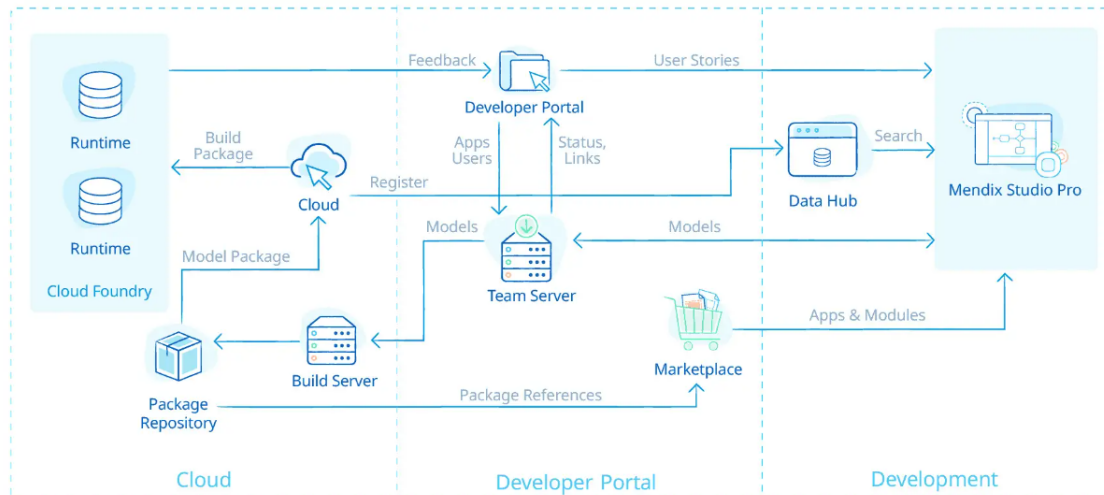 Feedback
User Stories
Developer Portal
Runtime
Build
Package
Apps
Users
Status,
Links
Search
Register
Cloud
Data Hub
Mendix Studio Pro
Runtime
Models
Models
Model Package
Cloud Foundry
Team Server
Apps & Modules
Build Server
Marketplace
Package
Repository
Package References
Cloud
Developer Portal
Development